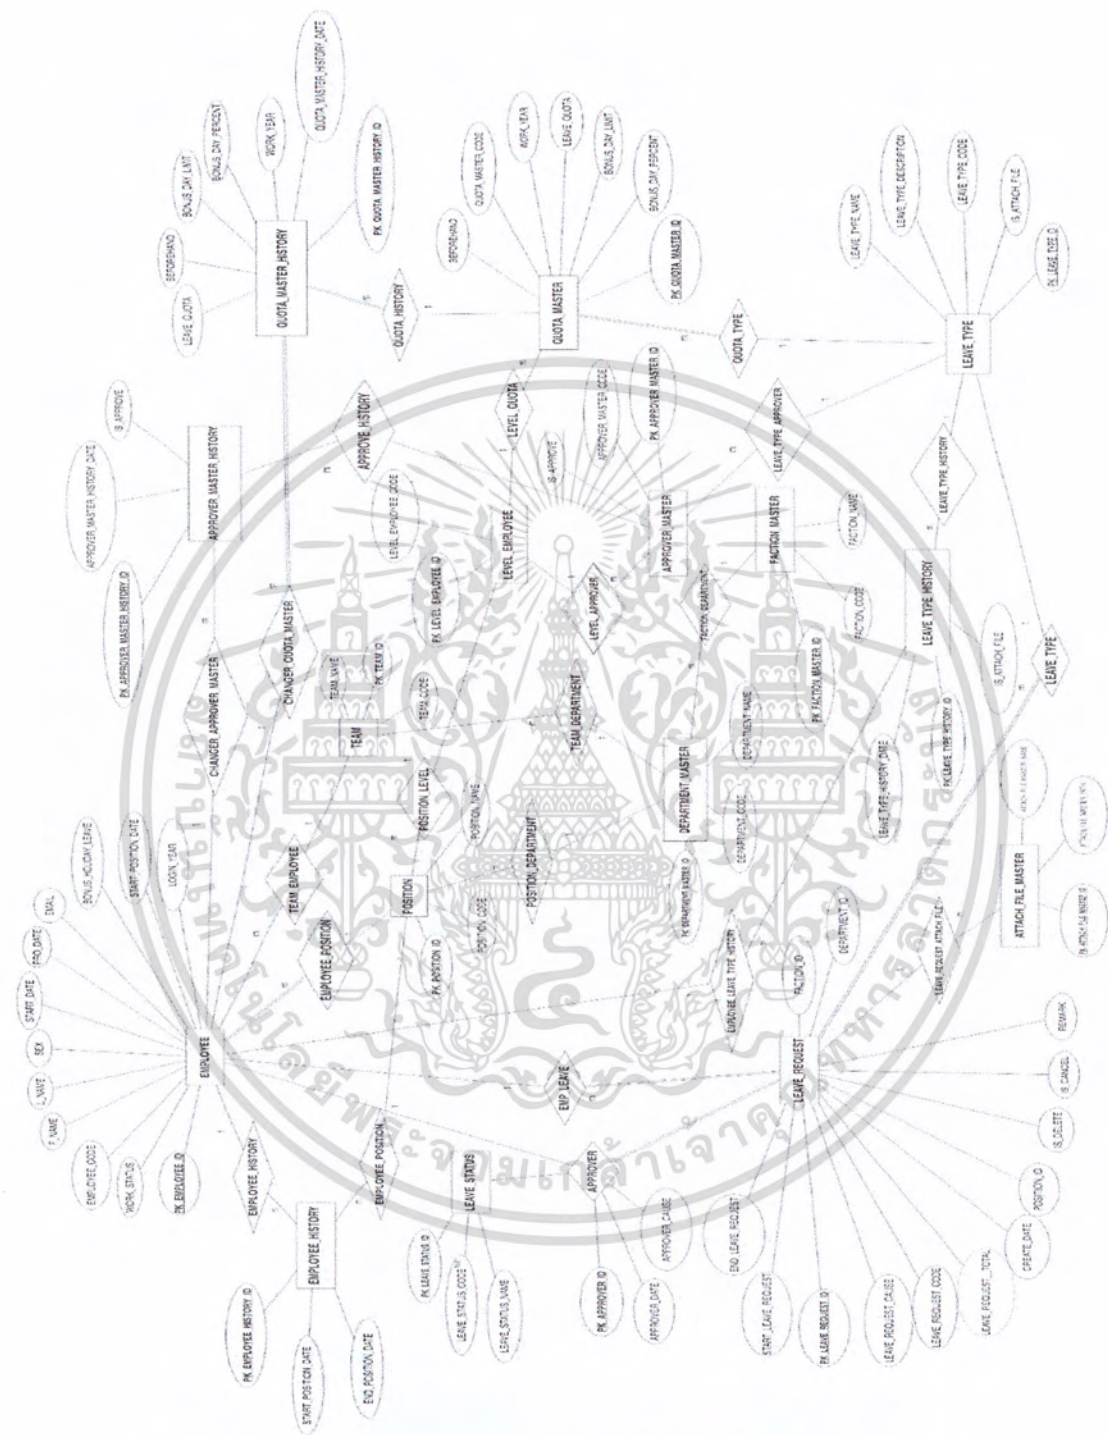 LEAVE_QUOTA
BEFOREHAND
BONUS_DAY_LIMIT
BONUS_DAY_PERCENT
WORK_YEAR
QUOTA_MASTER_HISTORY_DATE
PK_QUOTA_MASTER_HISTORY_ID
QUOTA_MASTER_HISTORY
QUOTA_HISTORY
BEFOREHAND
QUOTA_MASTER_CODE
WORK_YEAR
LEAVE_QUOTA
BONUS_DAY_LIMIT
BONUS_DAY_PERCENT
PK_QUOTA_MASTER_ID
QUOTA_MASTER
QUOTA_TYPE
LEAVE_TYPE_NAME
LEAVE_TYPE_DESCRIPTION
LEAVE_TYPE_CODE
IS_ATTACH_FILE
PK_LEAVE_TYPE_ID
LEAVE_TYPE
APPROVER_MASTER_HISTORY_DATE
IS_APPROVE
PK_APPROVER_MASTER_HISTORY_ID
APPROVER_MASTER_HISTORY
APPROVE_HISTORY
LEVEL_QUOTA
LEVEL_EMPLOYEE_CODE
PK_LEVEL_EMPLOYEE_ID
LEVEL_EMPLOYEE
IS_APPROVE
APPROVER_MASTER_CODE
PK_APPROVER_MASTER_ID
APPROVER_MASTER
LEVEL_APPROVER
LEAVE_TYPE_APPROVER
LEAVE_TYPE_HISTORY
CHANGER_APPROVER_MASTER
CHANGER_QUOTA_MASTER
TEAM_NAME
PK_TEAM_ID
TEAM
TEAM_DEPARTMENT
FACTION_DEPARTMENT
FACTION_MASTER
FACTION_NAME
FACTION_CODE
PK_FACTION_MASTER_ID
LEAVE_TYPE_HISTORY
IS_ATTACH_FILE
PK_LEAVE_TYPE_HISTORY_ID
LEAVE_TYPE_HISTORY_DATE
LEAVE_TYPE
F_NAME
L_NAME
SEX
START_DATE
PRO_DATE
EMAIL
BONUS_HOLIDAY_LEAVE
START_POSITION_DATE
LOGIN_YEAR
EMPLOYEE_CODE
WORK_STATUS
PK_EMPLOYEE_ID
EMPLOYEE
TEAM_EMPLOYEE
EMPLOYEE_POSITION
POSITION
POSITION_LEVEL
POSITION_NAME
POSITION_CODE
PK_POSITION_ID
POSITION_DEPARTMENT
DEPARTMENT_MASTER
DEPARTMENT_NAME
DEPARTMENT_CODE
PK_DEPARTMENT_MASTER_ID
EMPLOYEE_LEAVE_TYPE_HISTORY
FACTION_ID
DEPARTMENT_ID
LEAVE_REQUEST_ATTACH_FILE
ATTACH_FILE_MASTER
EMPLOYEE_HISTORY
EMPLOYEE_HISTORY
EMPLOYEE_POSITION
PK_EMPLOYEE_HISTORY_ID
START_POSITION_DATE
END_POSITION_DATE
LEAVE_STATUS
PK_LEAVE_STATUS_ID
LEAVE_STATUS_CODE
LEAVE_STATUS_NAME
EMP_LEAVE
APPROVER
PK_APPROVER_ID
APPROVER_DATE
APPROVER_CAUSE
LEAVE_REQUEST
END_LEAVE_REQUEST
START_LEAVE_REQUEST
PK_LEAVE_REQUEST_ID
LEAVE_REQUEST_CAUSE
LEAVE_REQUEST_CODE
LEAVE_REQUEST_TOTAL
CREATE_DATE
POSITION_ID
IS_DELETE
IS_CANCEL
REMARK